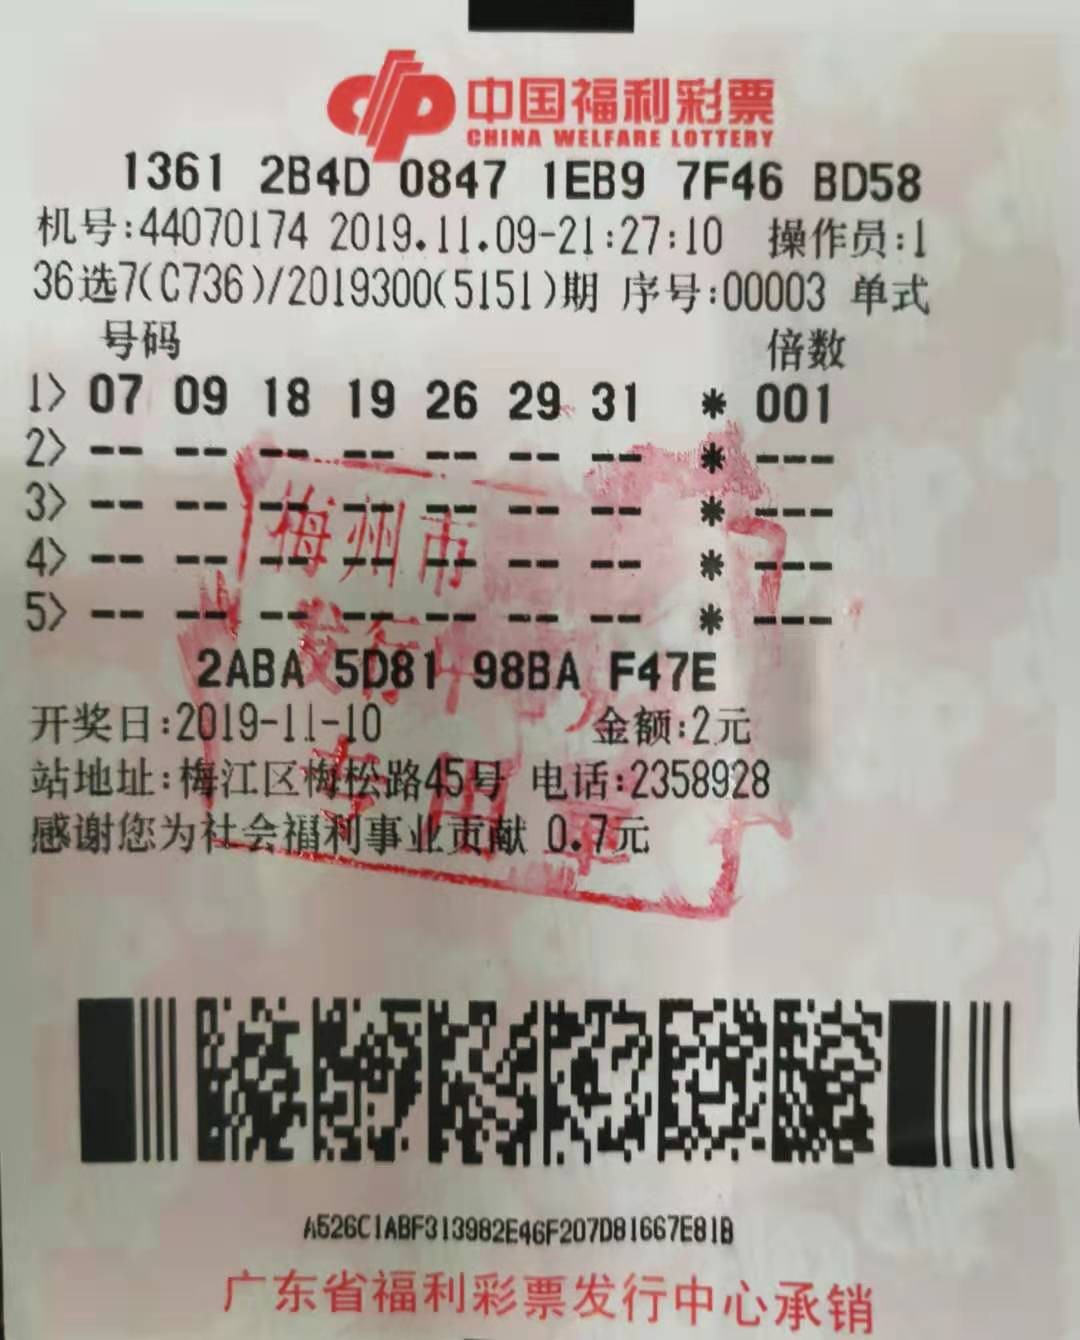 中国福利彩票
CHINA WELFARE LOTTERY
1361 2B4D 0847 1EB9 7F46 BD58
机号:44070174 2019.11.09-21:27:10 操作员:1
36选7(C736)/2019300(5151)期 序号:00003 单式
号码 倍数
1> 07 09 18 19 26 29 31 * 001
2> -- -- -- -- -- -- -- * ---
3> -- -- -- -- -- -- -- * ---
4> -- -- -- -- -- -- -- * ---
5> -- -- -- -- -- -- -- * ---
梅州市
发行中
2ABA 5D81 98BA F47E
开奖日:2019-11-10 金额:2元
站地址:梅江区梅松路45号 电话:2358928
专用章
感谢您为社会福利事业贡献 0.7元
A526C1ABF313982E46F207D81667E81B
广东省福利彩票发行中心承销